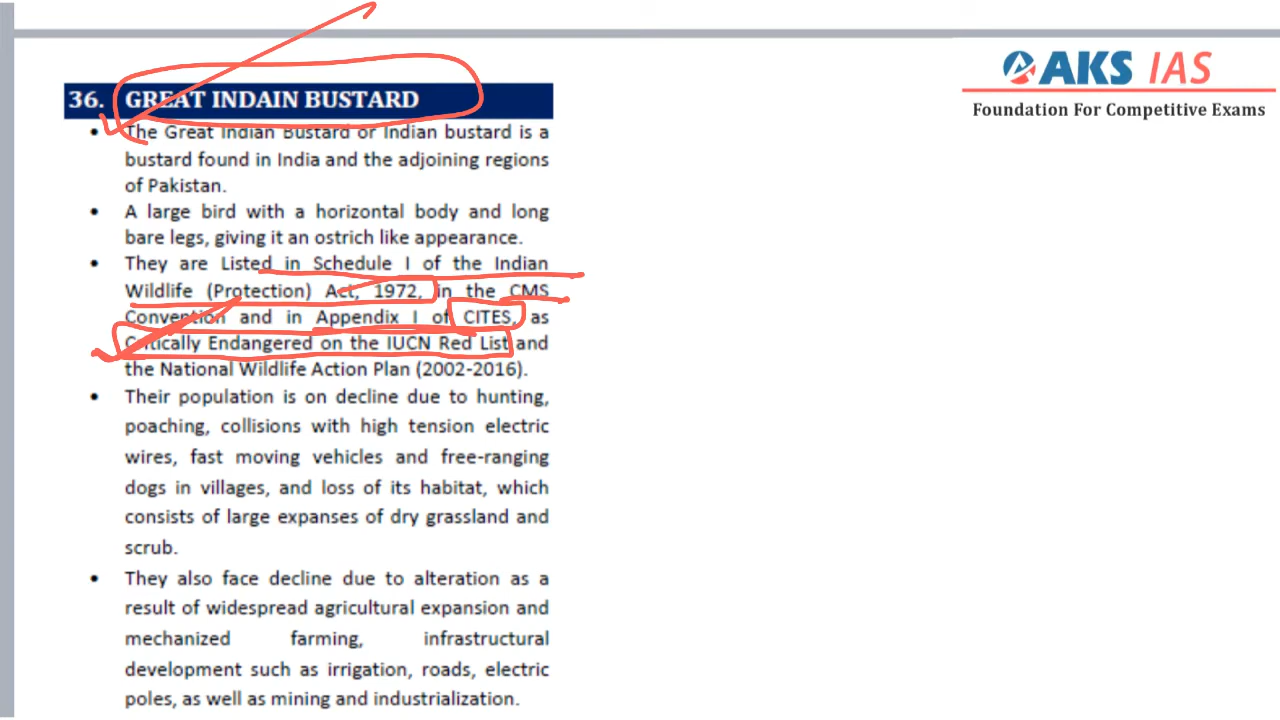 36. GREAT INDAIN BUSTARD
AKS IAS
Foundation For Competitive Exams
• The Great Indian Bustard or Indian bustard is a
bustard found in India and the adjoining regions
of Pakistan.
• A large bird with a horizontal body and long
bare legs, giving it an ostrich like appearance.
• They are Listed in Schedule I of the Indian
Wildlife (Protection) Act, 1972, in the CMS
Convention and in Appendix I of CITES, as
Critically Endangered on the IUCN Red List and
the National Wildlife Action Plan (2002-2016).
• Their population is on decline due to hunting,
poaching, collisions with high tension electric
wires, fast moving vehicles and free-ranging
dogs in villages, and loss of its habitat, which
consists of large expanses of dry grassland and
scrub.
• They also face decline due to alteration as a
result of widespread agricultural expansion and
mechanized farming, infrastructural
development such as irrigation, roads, electric
poles, as well as mining and industrialization.